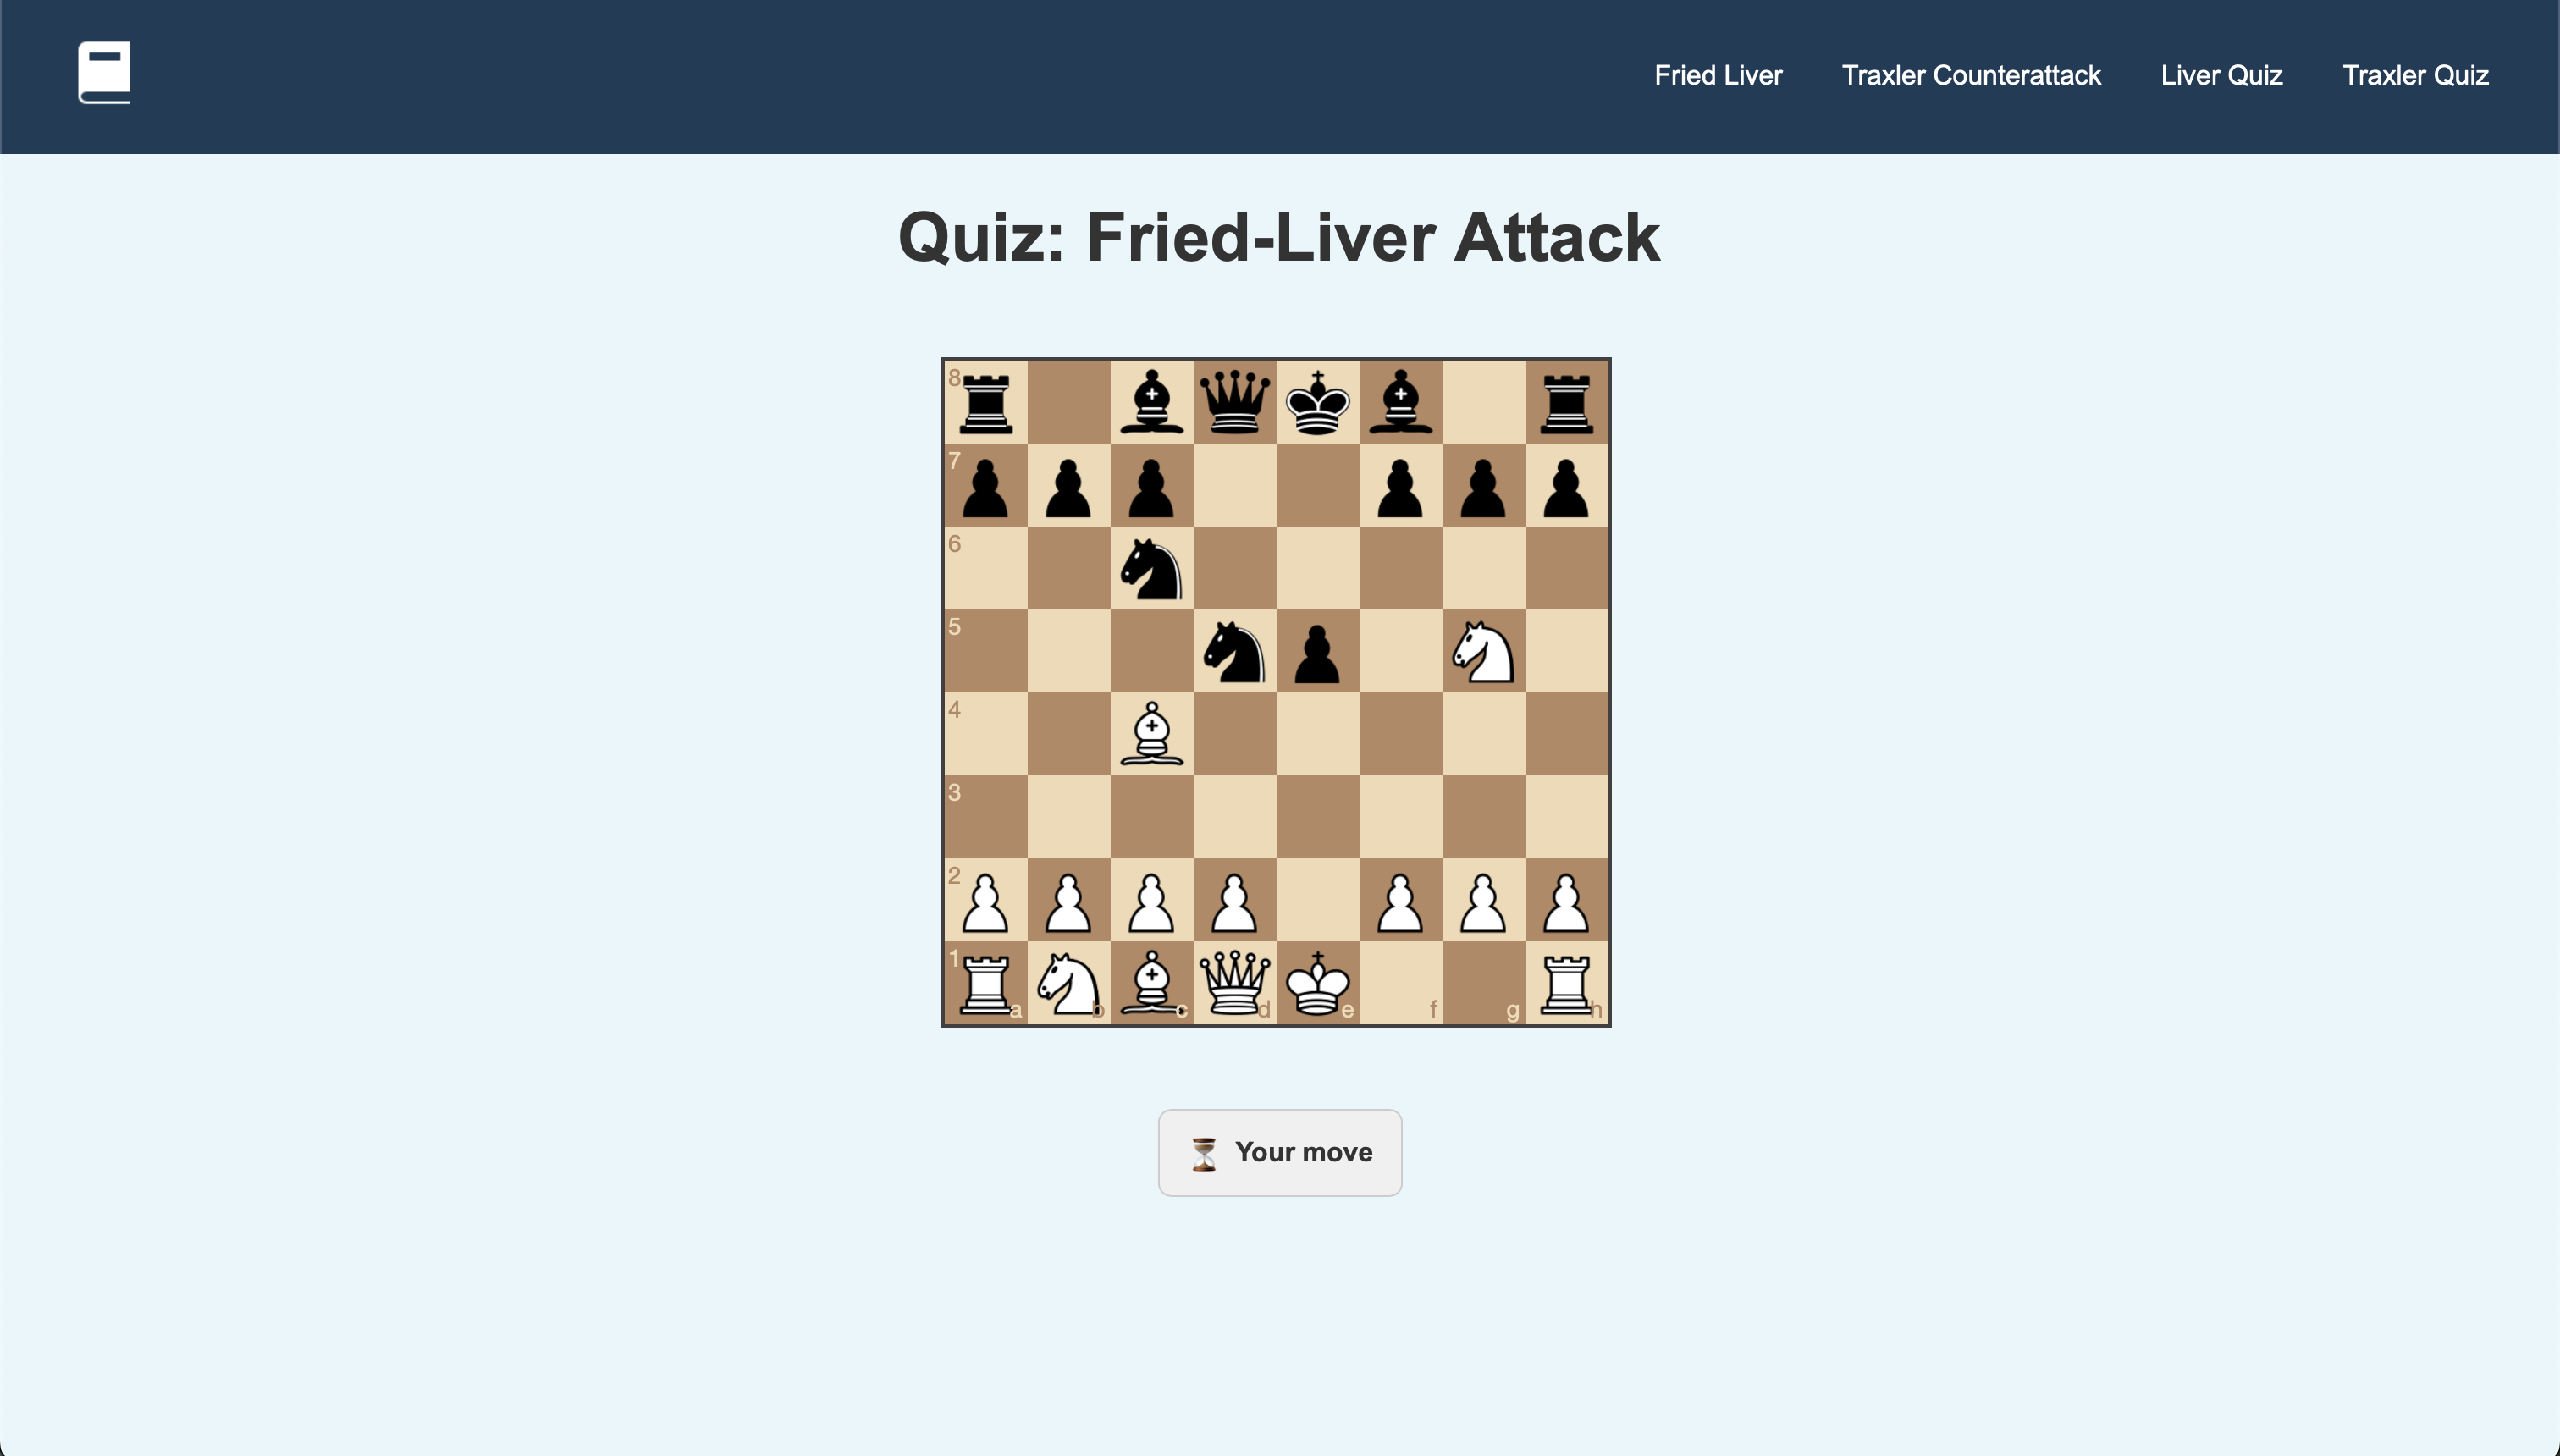 Fried Liver Traxler Counterattack Liver Quiz Traxler Quiz
Quiz: Fried-Liver Attack
8
7
6
5
4
3
2
1
a b c d e f g h
⏳ Your move